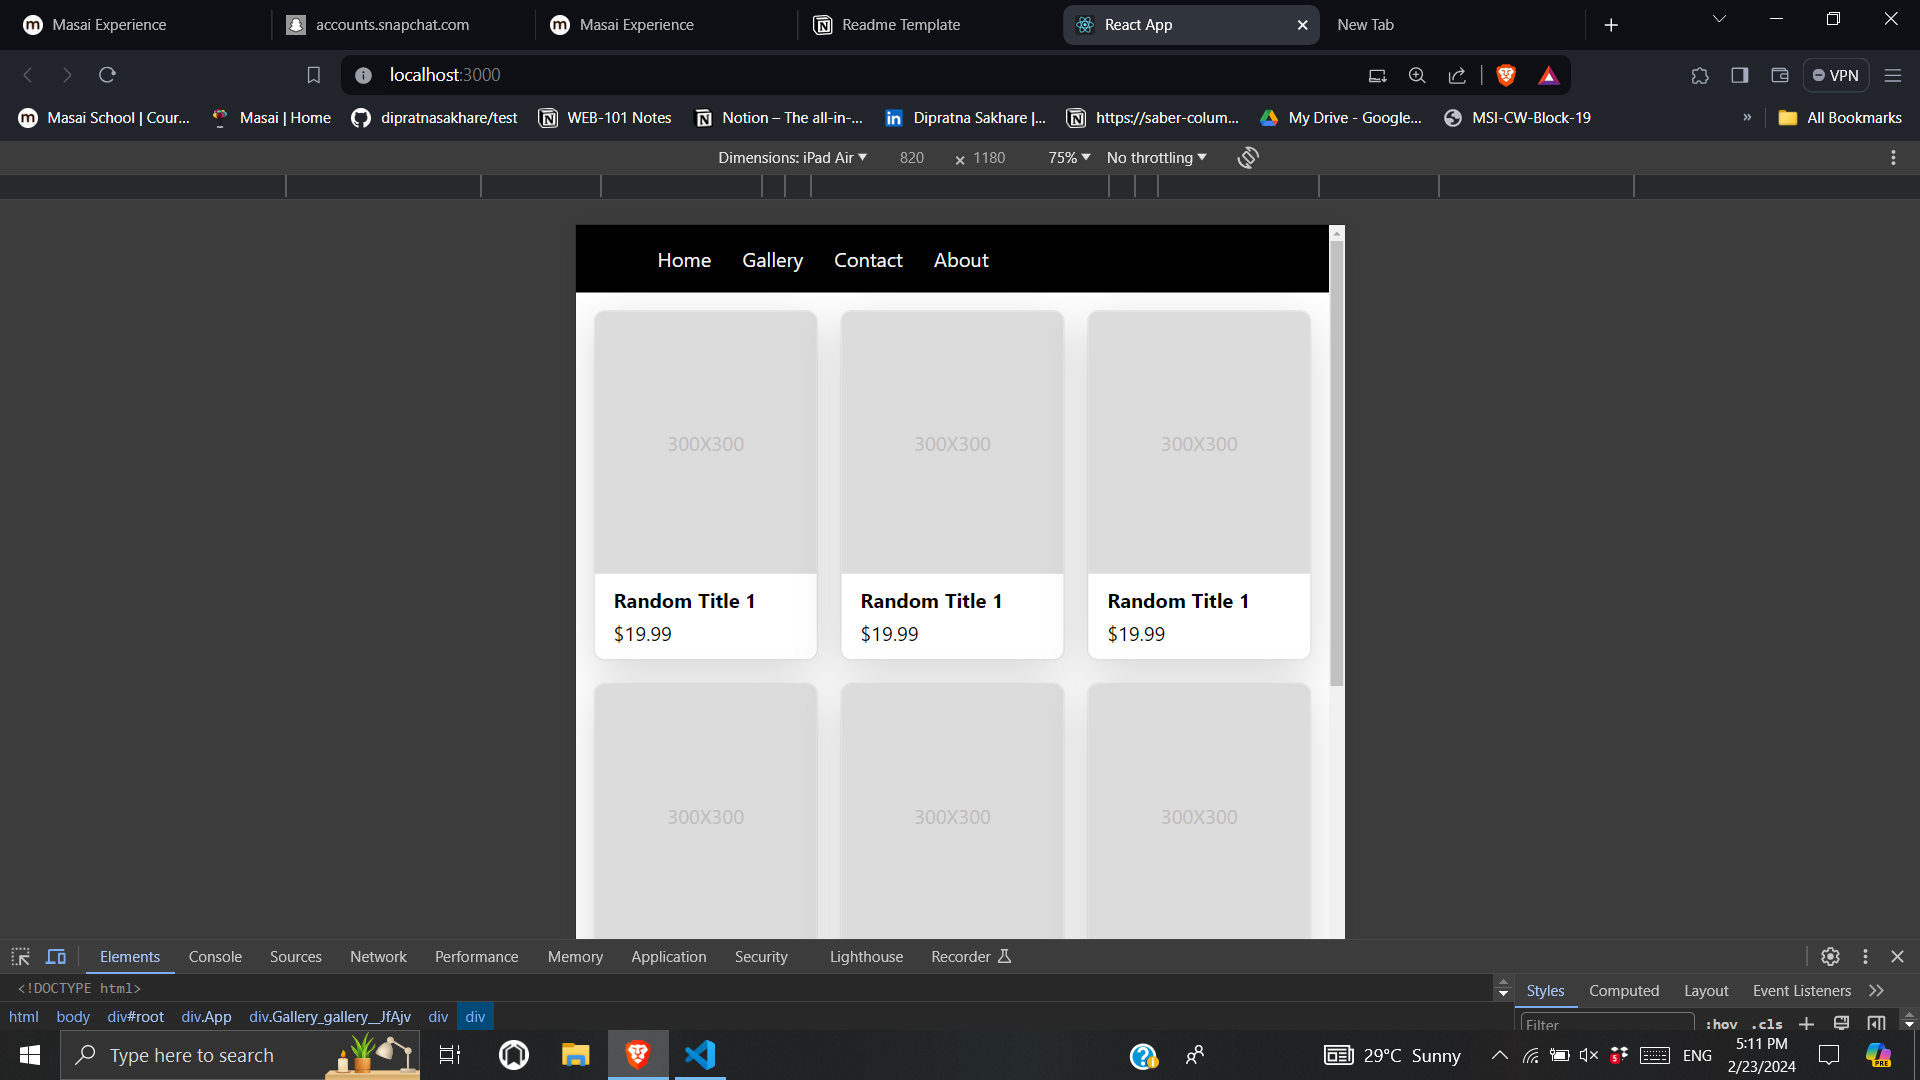 Masai Experience
accounts.snapchat.com
Masai Experience
Readme Template
React App
New Tab
localhost:3000
VPN
Masai School | Cour...
Masai | Home
dipratnasakhare/test
WEB-101 Notes
Notion – The all-in-...
Dipratna Sakhare |...
https://saber-colum...
My Drive - Google...
MSI-CW-Block-19
»
All Bookmarks
Dimensions: iPad Air
820 × 1180
75%
No throttling
Home Gallery Contact About
300X300 300X300 300X300
Random Title 1 Random Title 1 Random Title 1
$19.99 $19.99 $19.99
300X300 300X300 300X300
Elements Console Sources Network Performance Memory Application Security Lighthouse Recorder
<!DOCTYPE html>
Styles Computed Layout Event Listeners
html body div#root div.App div.Gallery_gallery__JfAjv div div
Filter :hov .cls
Type here to search
29°C Sunny
ENG
5:11 PM
2/23/2024
PRE